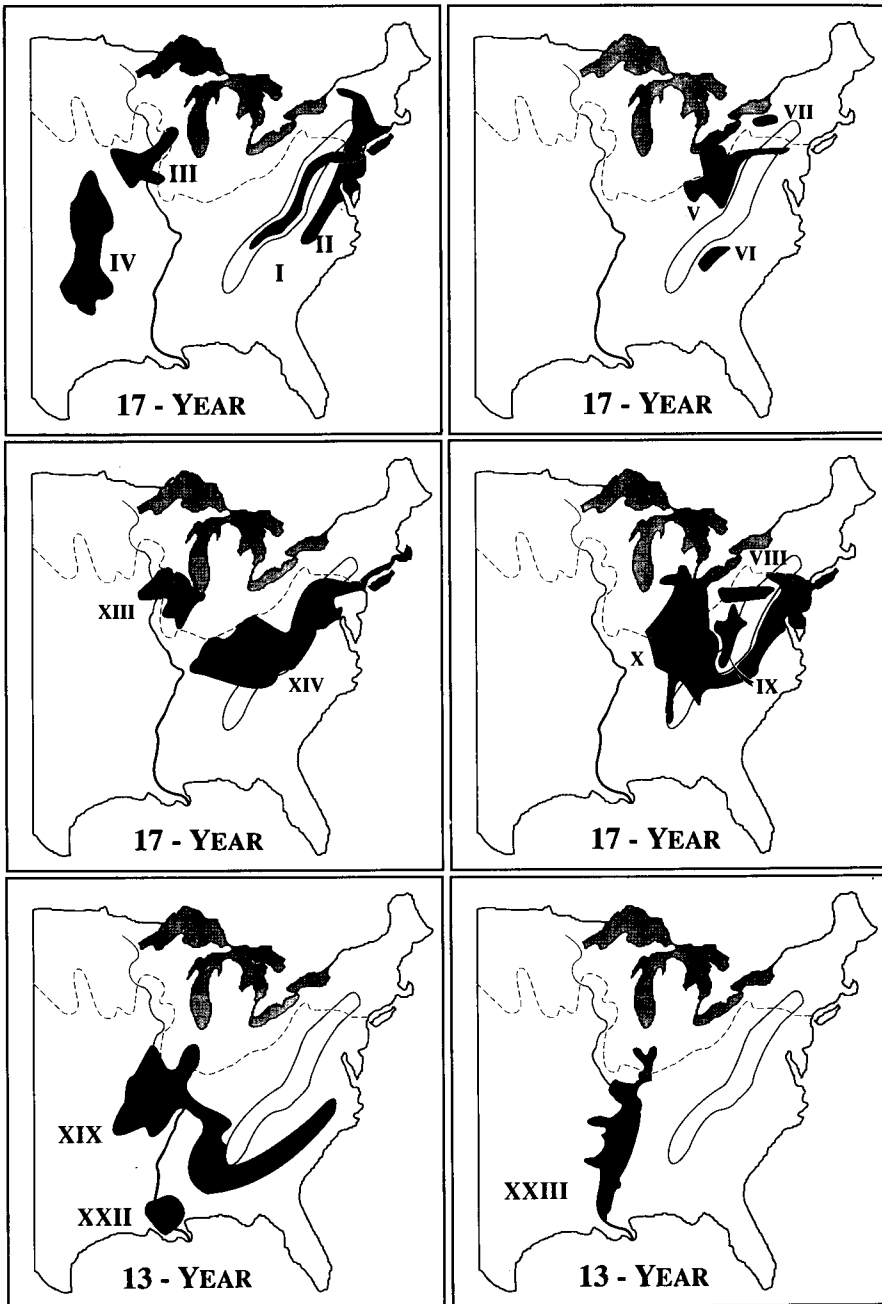 III
IV
II
I
17 - YEAR
VII
V
VI
17 - YEAR
XIII
XIV
17 - YEAR
VIII
X
IX
17 - YEAR
XIX
XXII
13 - YEAR
XXIII
13 - YEAR